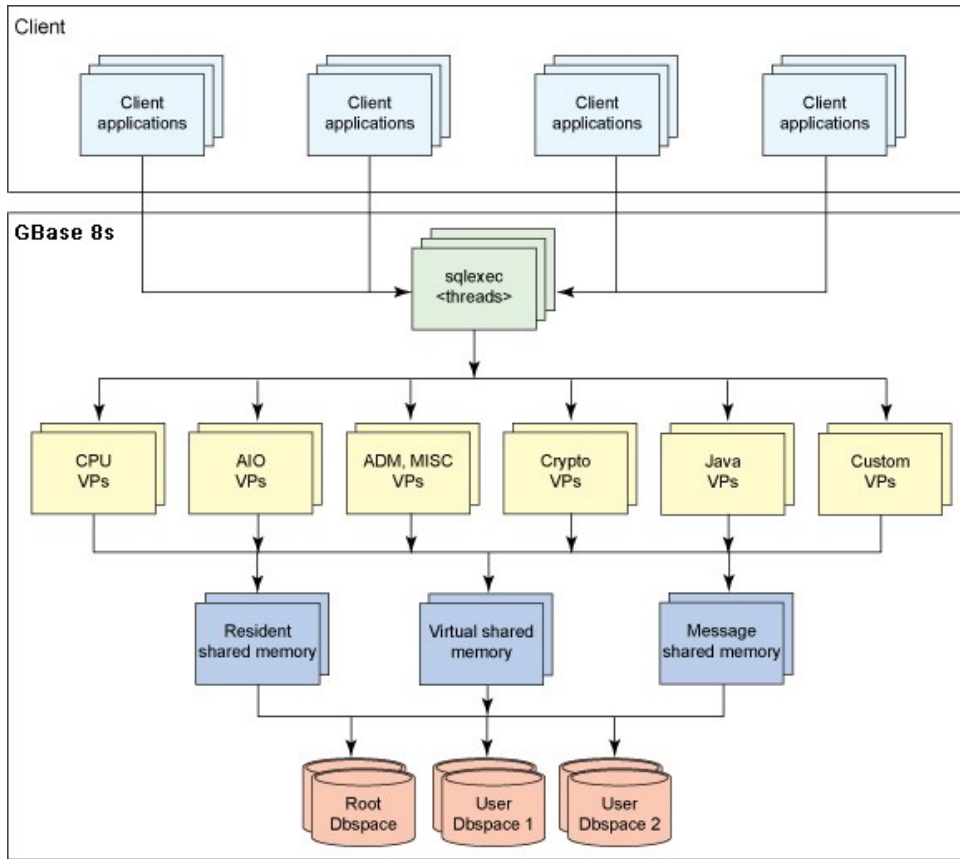 Client
Client
applications
Client
applications
Client
applications
Client
applications
GBase 8s
sqlexec
<threads>
CPU
VPs
AIO
VPs
ADM, MISC
VPs
Crypto
VPs
Java
VPs
Custom
VPs
Resident
shared memory
Virtual shared
memory
Message
shared memory
Root
Dbspace
User
Dbspace 1
User
Dbspace 2